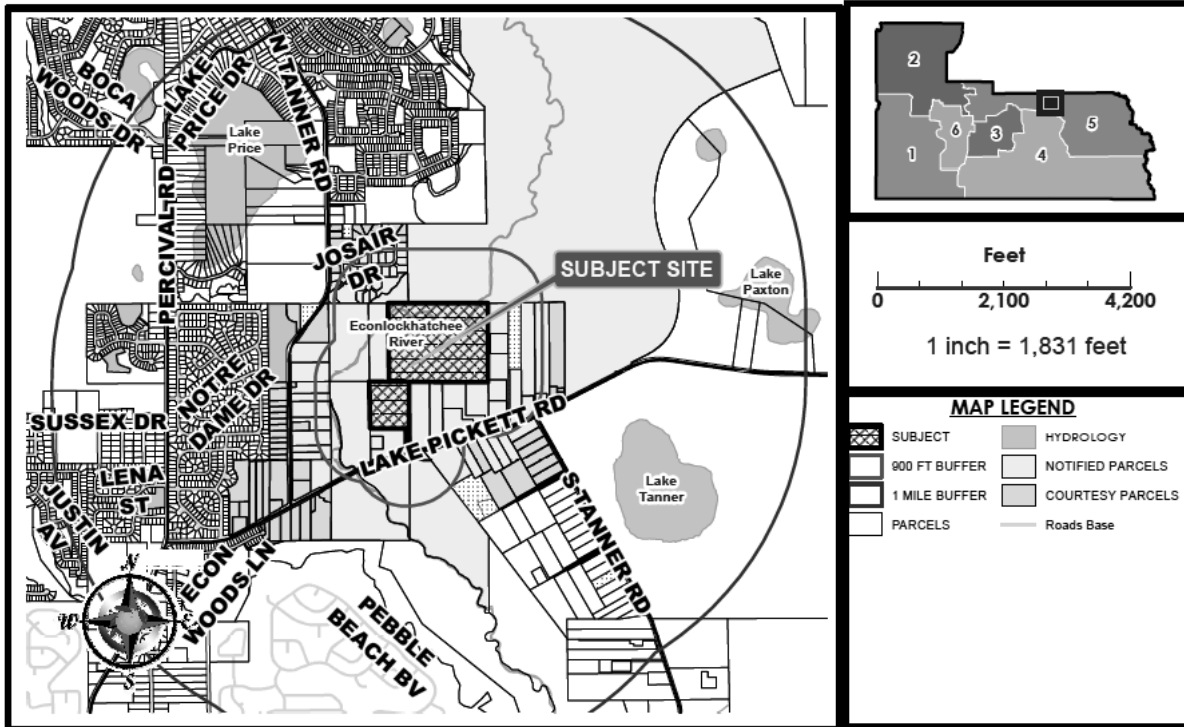 BOCA
WOODS DR
LAKE
PRICE DR
N TANNER RD
Lake
Price
PERCIVAL RD
JOSAIR
DR
SUBJECT SITE
Econlockhatchee
River
Lake
Paxton
NOTRE
DAME DR
SUSSEX DR
LAKE PICKETT RD
LENA
ST
JUSTIN
AV
Lake
Tanner
S TANNER RD
ECON
WOODS LN
PEBBLE
BEACH BV
N
W
S
2
1
6
3
4
5
Feet
0 2,100 4,200
1 inch = 1,831 feet
MAP LEGEND
SUBJECT
HYDROLOGY
900 FT BUFFER
NOTIFIED PARCELS
1 MILE BUFFER
COURTESY PARCELS
PARCELS
Roads Base